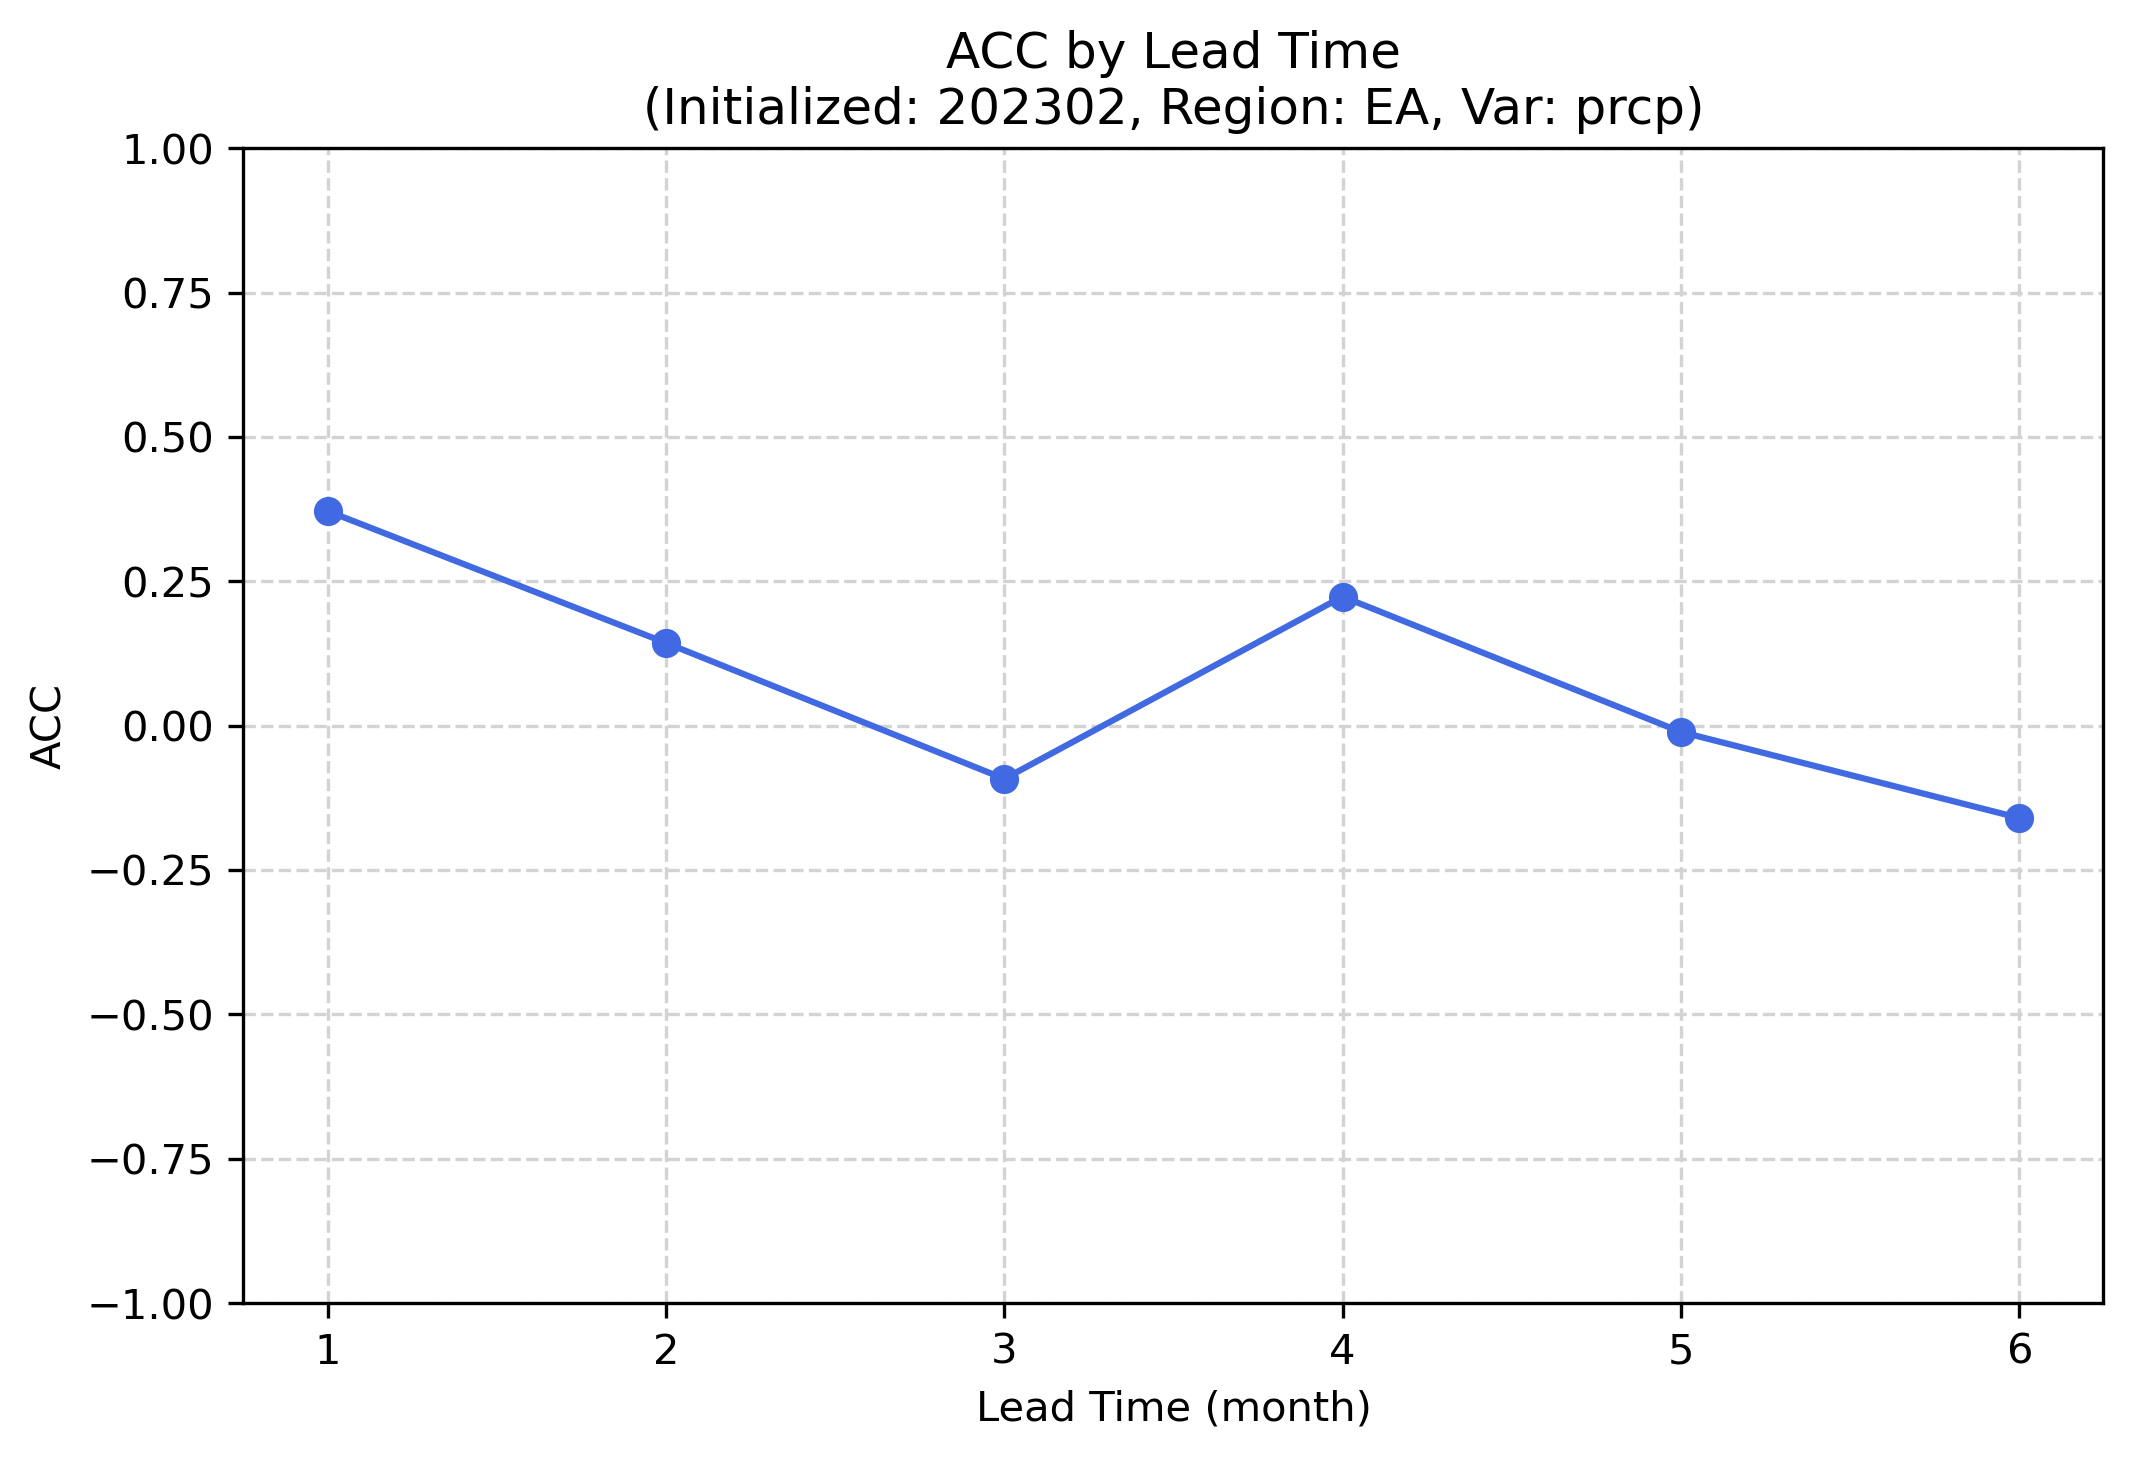 ACC by Lead Time
(Initialized: 202302, Region: EA, Var: prcp)
1.00
0.75
0.50
0.25
0.00
−0.25
−0.50
−0.75
−1.00
ACC
1 2 3 4 5 6
Lead Time (month)